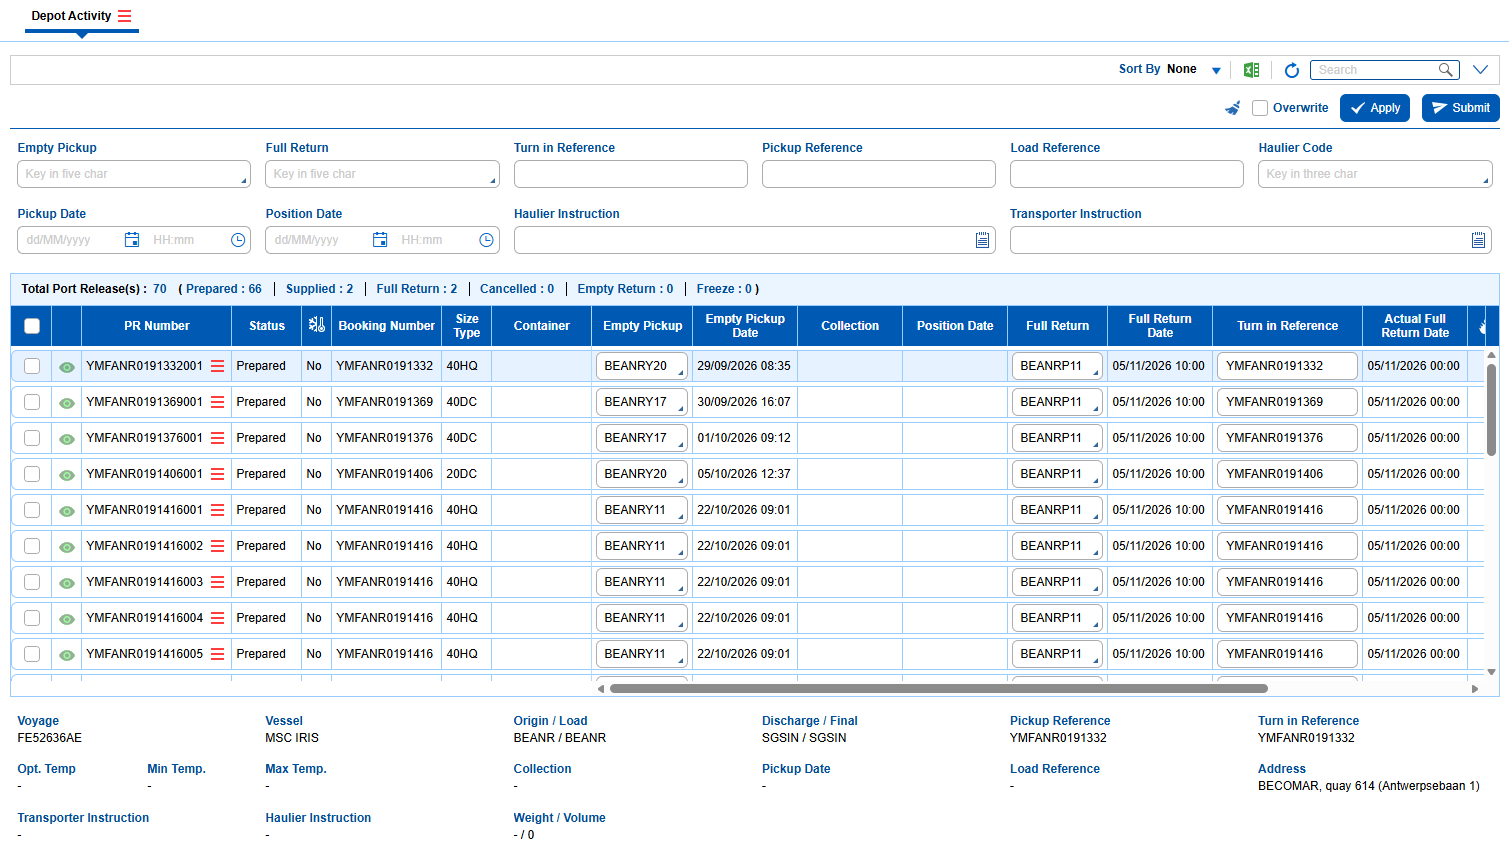 Depot Activity
Sort By None Search
Overwrite Apply Submit
Empty Pickup Full Return Turn in Reference Pickup Reference Load Reference Haulier Code
Key in five char Key in five char Key in three char
Pickup Date Position Date Haulier Instruction Transporter Instruction
dd/MM/yyyy HH:mm dd/MM/yyyy HH:mm
Total Port Release(s) : 70 ( Prepared : 66 | Supplied : 2 | Full Return : 2 | Cancelled : 0 | Empty Return : 0 | Freeze : 0 )
PR Number Status Booking Number Size Type Container Empty Pickup Empty Pickup Date Collection Position Date Full Return Full Return Date Turn in Reference Actual Full Return Date
YMFANR0191332001 Prepared No YMFANR0191332 40HQ BEANRY20 29/09/2026 08:35 BEANRP11 05/11/2026 10:00 YMFANR0191332 05/11/2026 00:00
YMFANR0191369001 Prepared No YMFANR0191369 40DC BEANRY17 30/09/2026 16:07 BEANRP11 05/11/2026 10:00 YMFANR0191369 05/11/2026 00:00
YMFANR0191376001 Prepared No YMFANR0191376 40DC BEANRY17 01/10/2026 09:12 BEANRP11 05/11/2026 10:00 YMFANR0191376 05/11/2026 00:00
YMFANR0191406001 Prepared No YMFANR0191406 20DC BEANRY20 05/10/2026 12:37 BEANRP11 05/11/2026 10:00 YMFANR0191406 05/11/2026 00:00
YMFANR0191416001 Prepared No YMFANR0191416 40HQ BEANRY11 22/10/2026 09:01 BEANRP11 05/11/2026 10:00 YMFANR0191416 05/11/2026 00:00
YMFANR0191416002 Prepared No YMFANR0191416 40HQ BEANRY11 22/10/2026 09:01 BEANRP11 05/11/2026 10:00 YMFANR0191416 05/11/2026 00:00
YMFANR0191416003 Prepared No YMFANR0191416 40HQ BEANRY11 22/10/2026 09:01 BEANRP11 05/11/2026 10:00 YMFANR0191416 05/11/2026 00:00
YMFANR0191416004 Prepared No YMFANR0191416 40HQ BEANRY11 22/10/2026 09:01 BEANRP11 05/11/2026 10:00 YMFANR0191416 05/11/2026 00:00
YMFANR0191416005 Prepared No YMFANR0191416 40HQ BEANRY11 22/10/2026 09:01 BEANRP11 05/11/2026 10:00 YMFANR0191416 05/11/2026 00:00
Voyage Vessel Origin / Load Discharge / Final Pickup Reference Turn in Reference
FE52636AE MSC IRIS BEANR / BEANR SGSIN / SGSIN YMFANR0191332 YMFANR0191332
Opt. Temp Min Temp. Max Temp. Collection Pickup Date Load Reference Address
- - - - - - BECOMAR, quay 614 (Antwerpsebaan 1)
Transporter Instruction Haulier Instruction Weight / Volume
- - - / 0